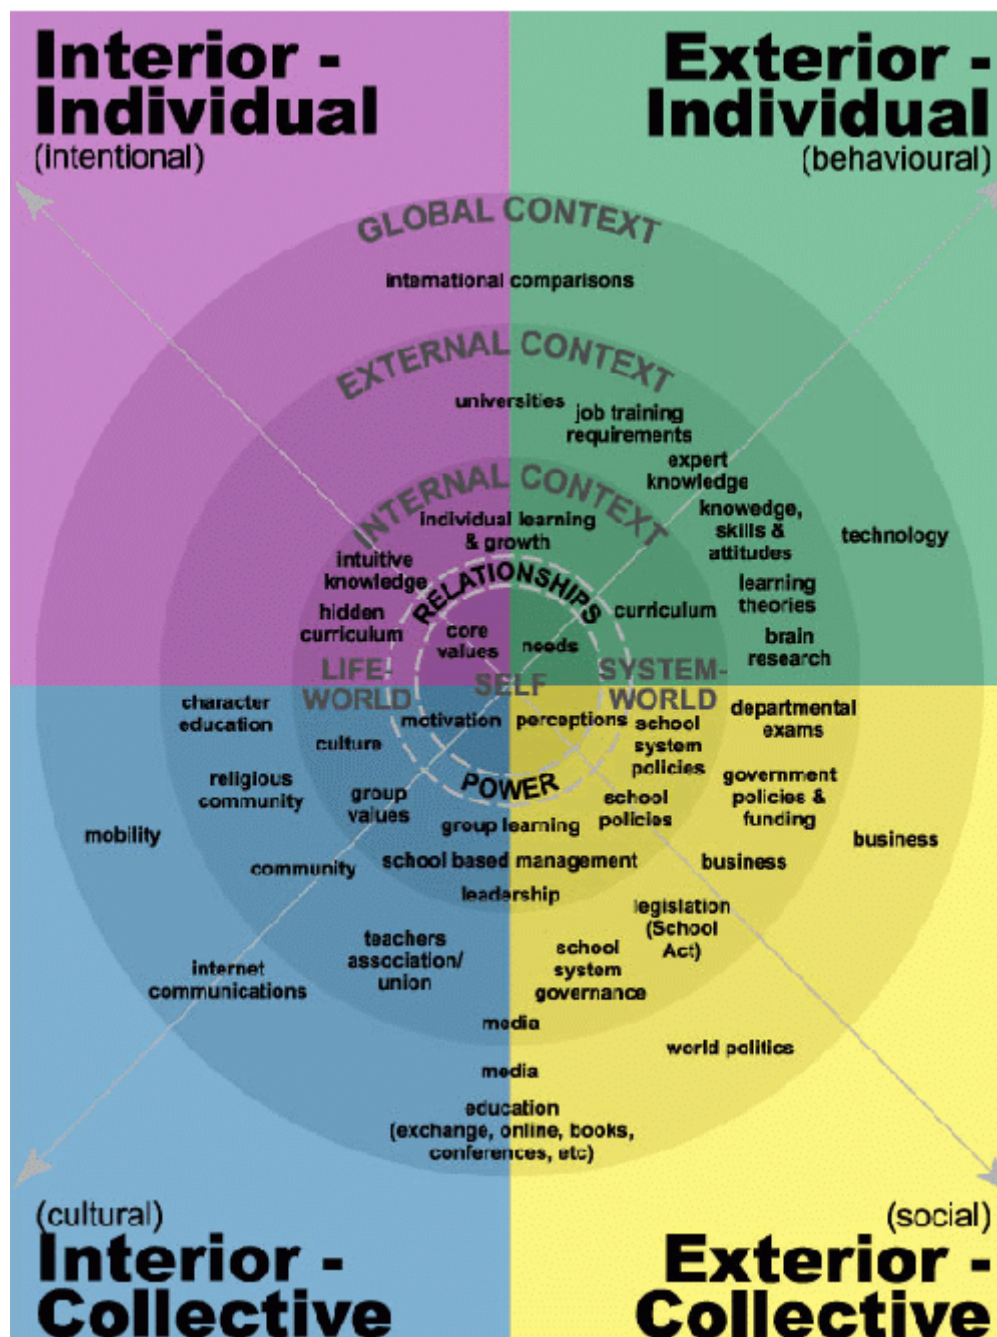 Interior -
Individual
(intentional)
Exterior -
Individual
(behavioural)
GLOBAL CONTEXT
international comparisons
EXTERNAL CONTEXT
universities
job training
requirements
expert
knowledge
INTERNAL CONTEXT
individual learning
& growth
knowedge,
skills &
attitudes
technology
intuitive
knowledge
RELATIONSHIPS
learning
theories
hidden
curriculum
curriculum
core
values
needs
brain
research
LIFE-
WORLD
SELF
SYSTEM-
WORLD
character
education
motivation
perceptions
school
system
policies
departmental
exams
culture
religious
community
group
values
POWER
school
policies
government
policies &
funding
mobility
group learning
business
community
school based management
business
leadership
legislation
(School
Act)
teachers
association/
union
school
system
governance
internet
communications
media
world politics
media
education
(exchange, online, books,
conferences, etc)
(cultural)
Interior -
Collective
(social)
Exterior -
Collective